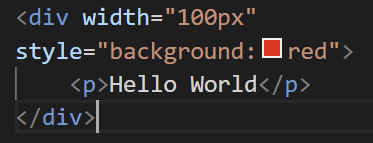 <div width="100px"
style="background:red">
    <p>Hello World</p>
</div>